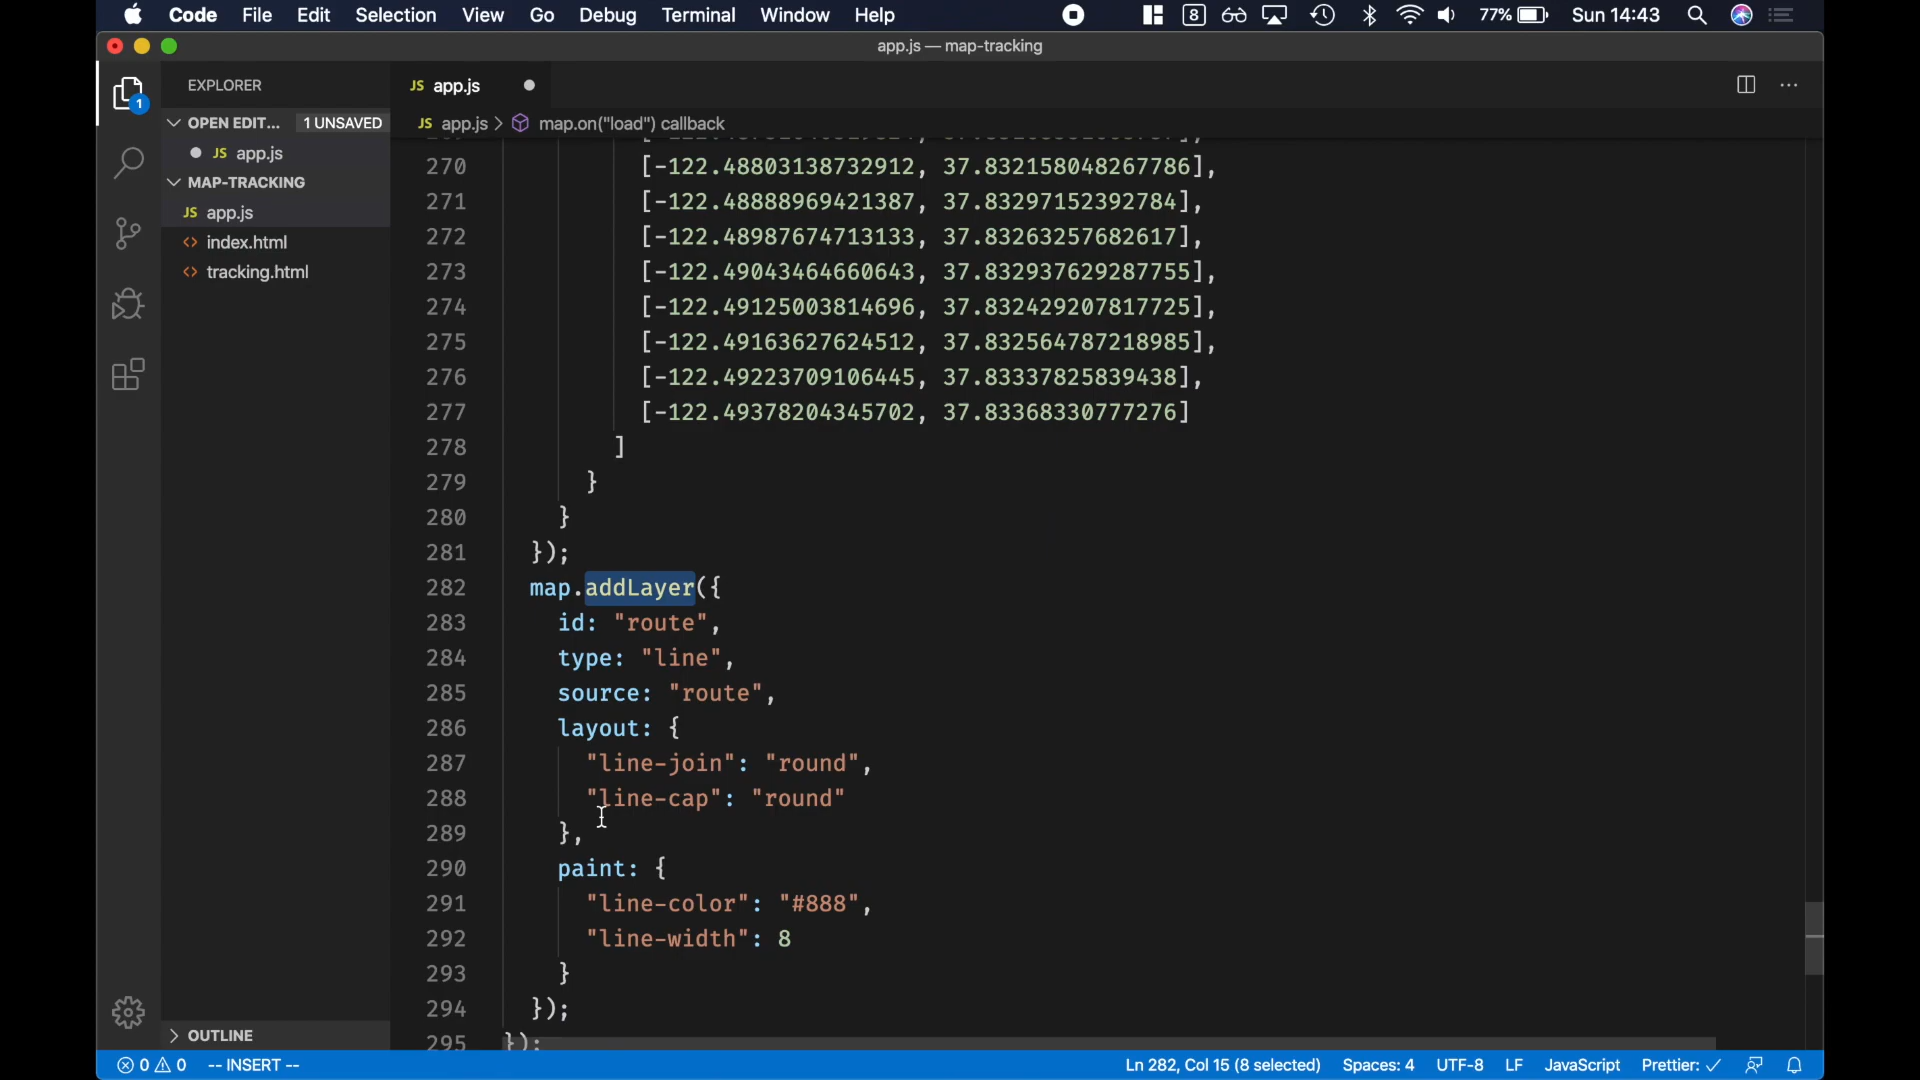 Code File Edit Selection View Go Debug Terminal Window Help 8 77% Sun 14:43
app.js — map-tracking
EXPLORER
OPEN EDIT... 1 UNSAVED
JS app.js
MAP-TRACKING
JS app.js
<> index.html
<> tracking.html
OUTLINE
1
JS app.js
JS app.js > map.on("load") callback
270 [-122.48803138732912, 37.832158048267786],
271 [-122.48888969421387, 37.83297152392784],
272 [-122.48987674713133, 37.83263257682617],
273 [-122.49043464660643, 37.832937629287755],
274 [-122.49125003814696, 37.832429207817725],
275 [-122.49163627624512, 37.832564787218985],
276 [-122.49223709106445, 37.83337825839438],
277 [-122.49378204345702, 37.83368330777276]
278 ]
279 }
280 }
281 });
282 map.addLayer({
283 id: "route",
284 type: "line",
285 source: "route",
286 layout: {
287 "line-join": "round",
288 "line-cap": "round"
289 },
290 paint: {
291 "line-color": "#888",
292 "line-width": 8
293 }
294 });
295 });
0 0 -- INSERT -- Ln 282, Col 15 (8 selected) Spaces: 4 UTF-8 LF JavaScript Prettier: ✓